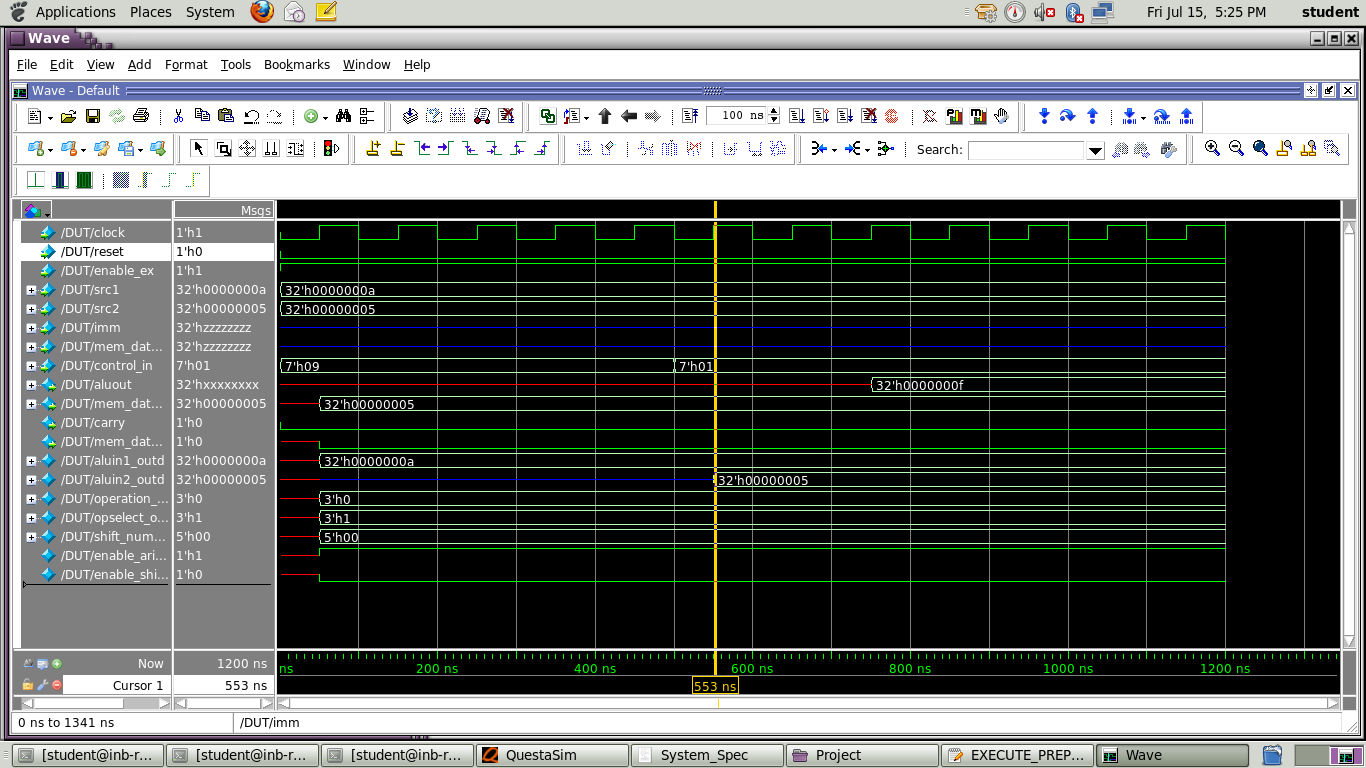 Applications Places System Fri Jul 15, 5:25 PM student
Wave
File Edit View Add Format Tools Bookmarks Window Help
Wave - Default
100 ns
Search:
Msgs
/DUT/clock 1'h1
/DUT/reset 1'h0
/DUT/enable_ex 1'h1
/DUT/src1 32'h0000000a 32'h0000000a
/DUT/src2 32'h00000005 32'h00000005
/DUT/imm 32'hzzzzzzzz
/DUT/mem_dat... 32'hzzzzzzzz
/DUT/control_in 7'h01 7'h09 7'h01
/DUT/aluout 32'hxxxxxxxx 32'h0000000f
/DUT/mem_dat... 32'h00000005 32'h00000005
/DUT/carry 1'h0
/DUT/mem_dat... 1'h0
/DUT/aluin1_outd 32'h0000000a 32'h0000000a
/DUT/aluin2_outd 32'h00000005 32'h00000005
/DUT/operation_... 3'h0 3'h0
/DUT/opselect_o... 3'h1 3'h1
/DUT/shift_num... 5'h00 5'h00
/DUT/enable_ari... 1'h1
/DUT/enable_shi... 1'h0
Now 1200 ns ns 200 ns 400 ns 600 ns 800 ns 1000 ns 1200 ns
Cursor 1 553 ns 553 ns
0 ns to 1341 ns /DUT/imm
[student@inb-r... [student@inb-r... [student@inb-r... QuestaSim System_Spec Project EXECUTE_PREP... Wave